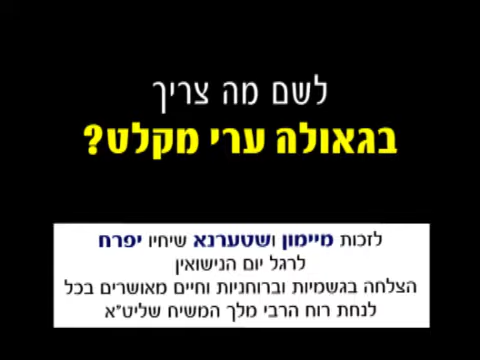 לשם מה צריך
בגאולה ערי מקלט?
לזכות מיימון ושטערנא שיחיו יפרח
לרגל יום הנישואין
הצלחה בגשמיות וברוחניות וחיים מאושרים בכל
לנחת רוח הרבי מלך המשיח שליט"א